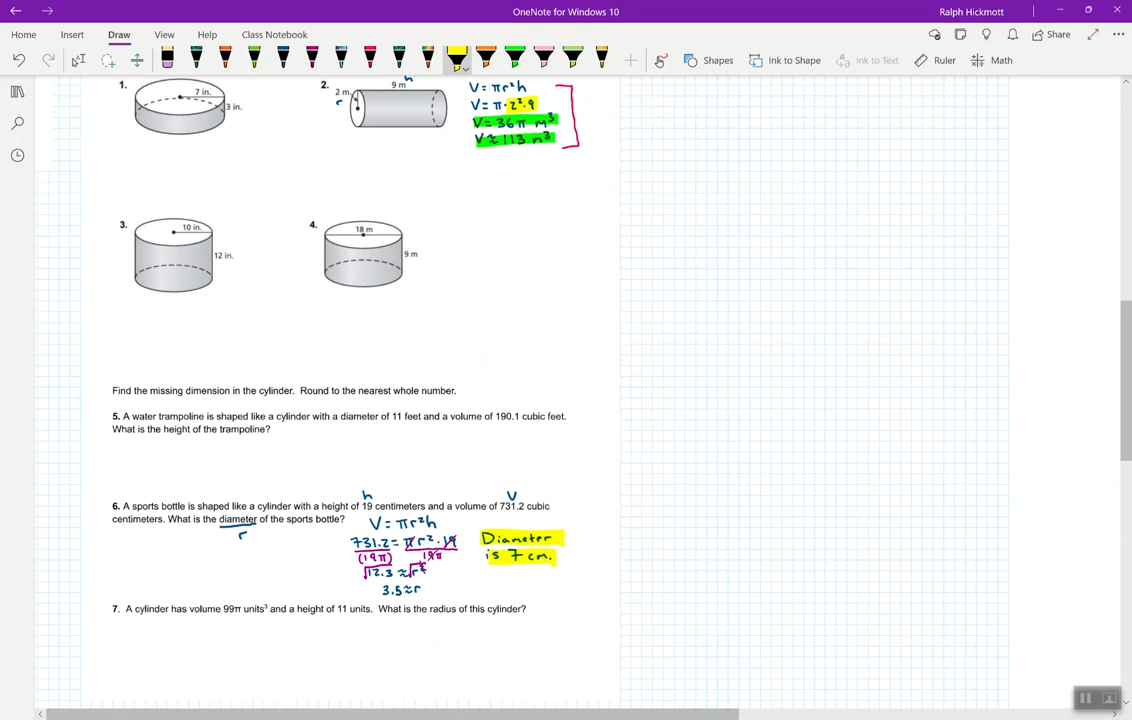 OneNote for Windows 10
Ralph Hickmott
Home Insert Draw View Help Class Notebook
Share
Shapes Ink to Shape Ink to Text Ruler Math
1.
7 in.
3 in.
2.
9 m
h
2 m
r
V = πr²h
V = π·2²·9
V = 36π m³
V ≈ 113 m³
3.
10 in.
12 in.
4.
18 m
9 m
Find the missing dimension in the cylinder. Round to the nearest whole number.
5. A water trampoline is shaped like a cylinder with a diameter of 11 feet and a volume of 190.1 cubic feet.
What is the height of the trampoline?
h V
6. A sports bottle is shaped like a cylinder with a height of 19 centimeters and a volume of 731.2 cubic
centimeters. What is the diameter of the sports bottle?
r
V = πr²h
731.2 = πr²·19
(19π) 19π
√12.3 ≈ √r²
3.5 ≈ r
Diameter
is 7 cm.
7. A cylinder has volume 99π units³ and a height of 11 units. What is the radius of this cylinder?